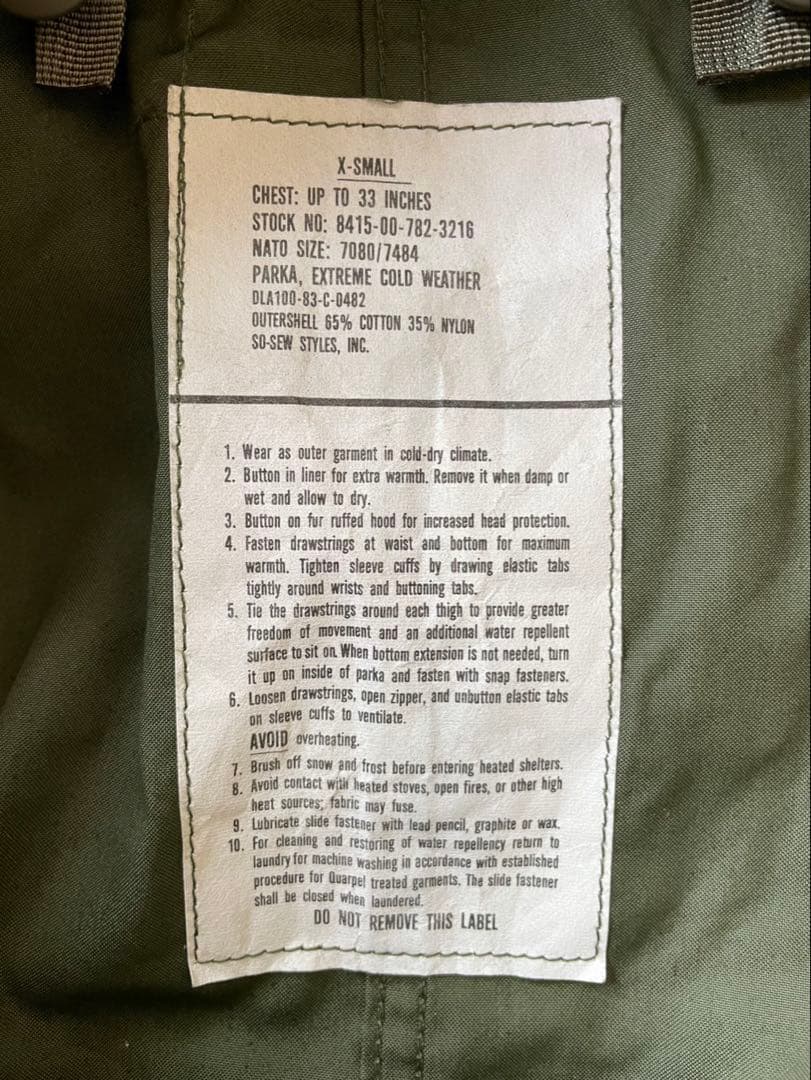 X-SMALL
CHEST: UP TO 33 INCHES
STOCK NO: 8415-00-782-3216
NATO SIZE: 7080/7484
PARKA, EXTREME COLD WEATHER
DLA100-83-C-0482
OUTERSHELL 65% COTTON 35% NYLON
SO-SEW STYLES, INC.
1. Wear as outer garment in cold-dry climate.
2. Button in liner for extra warmth. Remove it when damp or
wet and allow to dry.
3. Button on fur ruffed hood for increased head protection.
4. Fasten drawstrings at waist and bottom for maximum
warmth. Tighten sleeve cuffs by drawing elastic tabs
tightly around wrists and buttoning tabs.
5. Tie the drawstrings around each thigh to provide greater
freedom of movement and an additional water repellent
surface to sit on. When bottom extension is not needed, turn
it up on inside of parka and fasten with snap fasteners.
6. Loosen drawstrings, open zipper, and unbutton elastic tabs
on sleeve cuffs to ventilate.
AVOID overheating.
7. Brush off snow and frost before entering heated shelters.
8. Avoid contact with heated stoves, open fires, or other high
heat sources; fabric may fuse.
9. Lubricate slide fastener with lead pencil, graphite or wax.
10. For cleaning and restoring of water repellency return to
laundry for machine washing in accordance with established
procedure for Quarpel treated garments. The slide fastener
shall be closed when laundered.
DO NOT REMOVE THIS LABEL